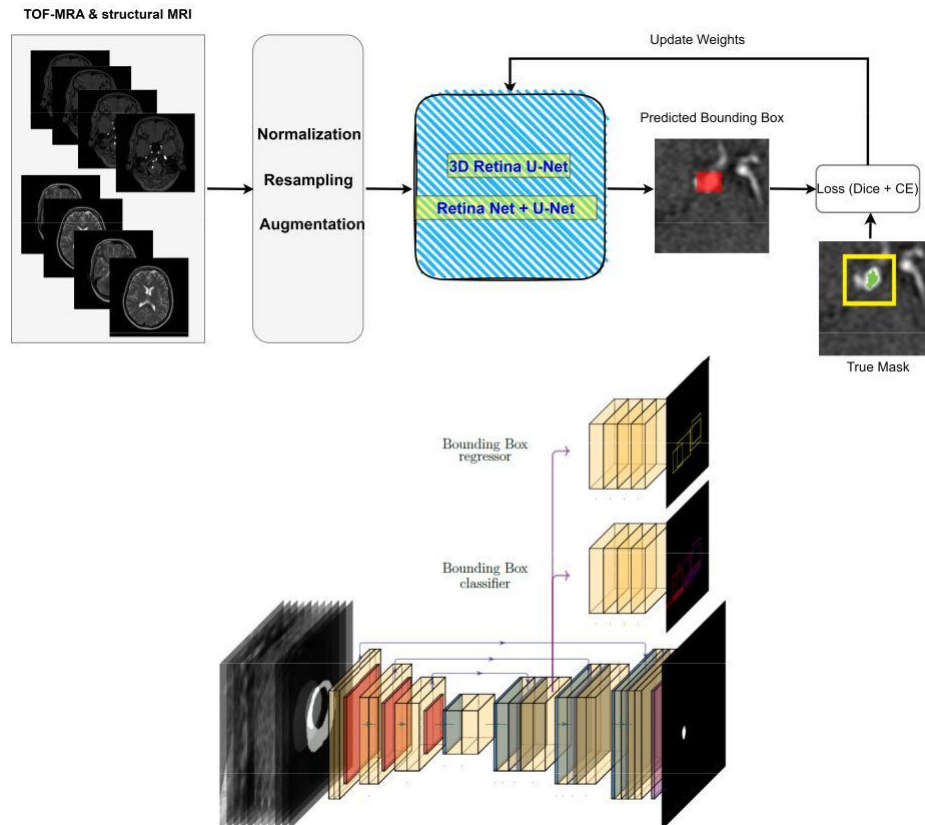 TOF-MRA & structural MRI
Update Weights
Normalization
Resampling
Augmentation
3D Retina U-Net
Retina Net + U-Net
Predicted Bounding Box
Loss (Dice + CE)
True Mask
Bounding Box
regressor
Bounding Box
classifier